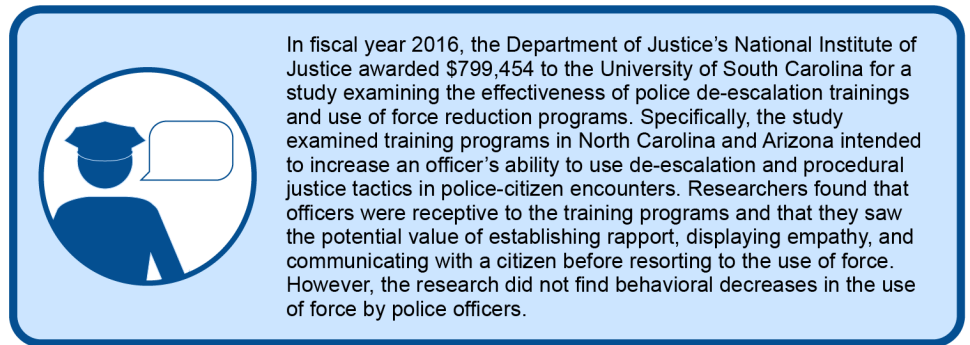 In fiscal year 2016, the Department of Justice’s National Institute of
Justice awarded $799,454 to the University of South Carolina for a
study examining the effectiveness of police de-escalation trainings
and use of force reduction programs. Specifically, the study
examined training programs in North Carolina and Arizona intended
to increase an officer’s ability to use de-escalation and procedural
justice tactics in police-citizen encounters. Researchers found that
officers were receptive to the training programs and that they saw
the potential value of establishing rapport, displaying empathy, and
communicating with a citizen before resorting to the use of force.
However, the research did not find behavioral decreases in the use
of force by police officers.